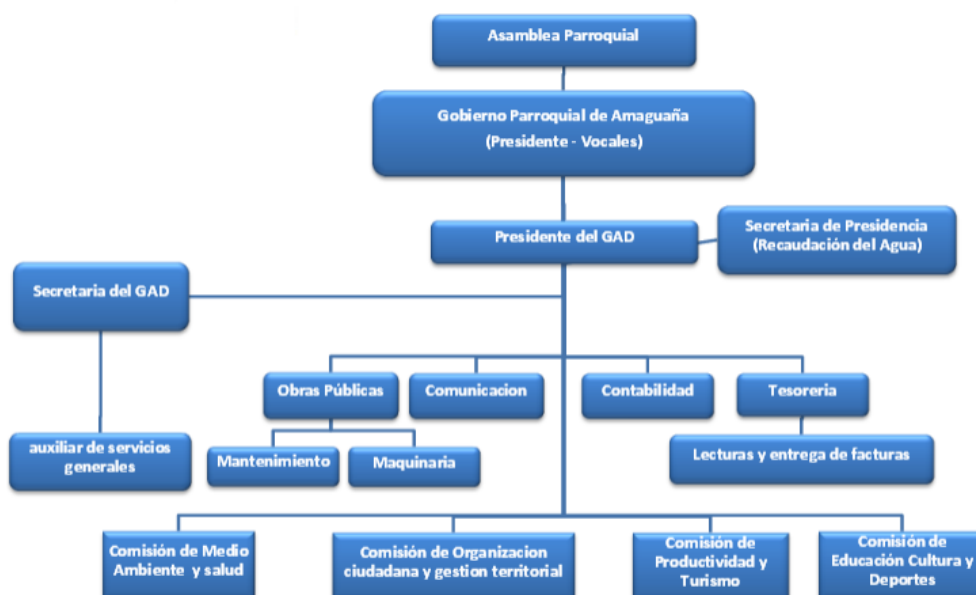 Asamblea Parroquial
Gobierno Parroquial de Amaguaña
(Presidente - Vocales)
Presidente del GAD
Secretaria de Presidencia
(Recaudación del Agua)
Secretaria del GAD
Obras Públicas
Comunicacion
Contabilidad
Tesoreria
auxiliar de servicios
generales
Mantenimiento
Maquinaria
Lecturas y entrega de facturas
Comisión de Medio
Ambiente y salud
Comisión de Organizacion
ciudadana y gestion territorial
Comisión de
Productividad y
Turismo
Comisión de
Educación Cultura y
Deportes